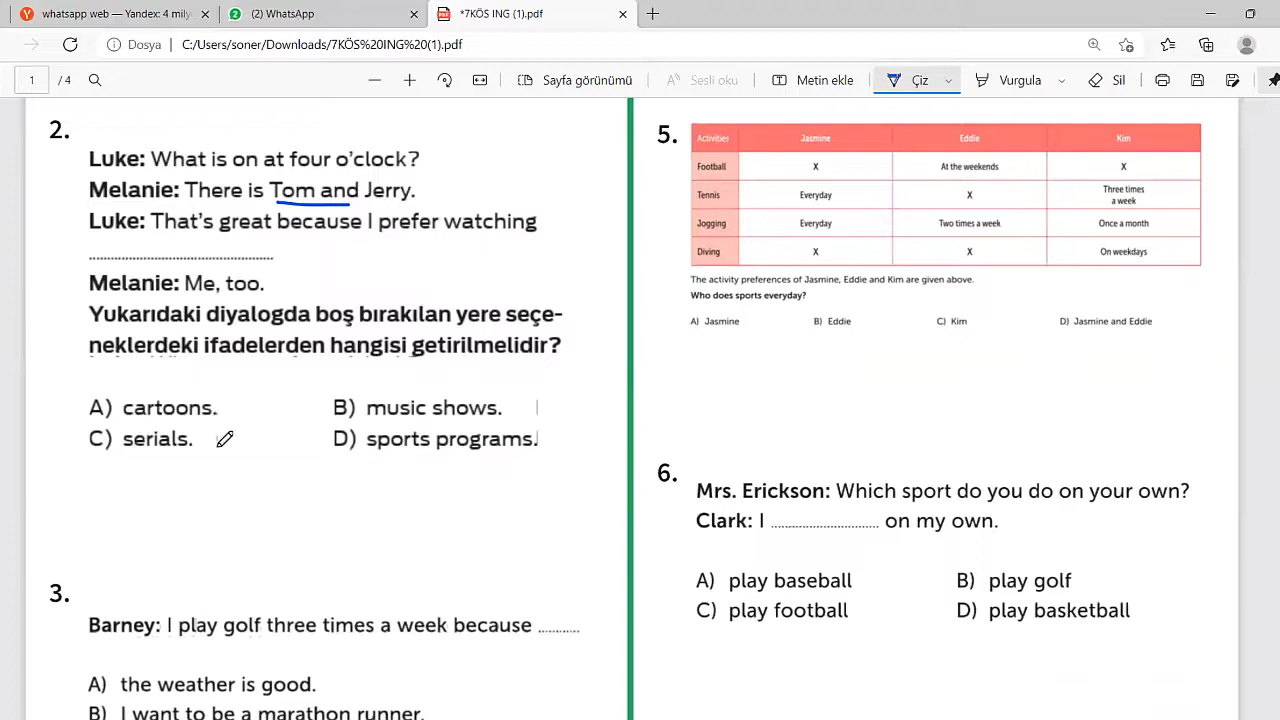 whatsapp web — Yandex: 4 mily
(2) WhatsApp
*7KÖS ING (1).pdf
Dosya
C:/Users/soner/Downloads/7KÖS%20ING%20(1).pdf
1 / 4
Sayfa görünümü
Sesli oku
Metin ekle
Çiz
Vurgula
Sil
2.
Luke: What is on at four o'clock?
Melanie: There is Tom and Jerry.
Luke: That's great because I prefer watching
..........................................................
Melanie: Me, too.
Yukarıdaki diyalogda boş bırakılan yere seçe-
neklerdeki ifadelerden hangisi getirilmelidir?
A) cartoons.
B) music shows.
C) serials.
D) sports programs.
3.
Barney: I play golf three times a week because ..........
A) the weather is good.
B) I want to be a marathon runner.
5.
Activities Jasmine Eddie Kim
Football X At the weekends X
Tennis Everyday X Three times a week
Jogging Everyday Two times a week Once a month
Diving X X On weekdays
The activity preferences of Jasmine, Eddie and Kim are given above.
Who does sports everyday?
A) Jasmine B) Eddie C) Kim D) Jasmine and Eddie
6.
Mrs. Erickson: Which sport do you do on your own?
Clark: I ........................... on my own.
A) play baseball
B) play golf
C) play football
D) play basketball